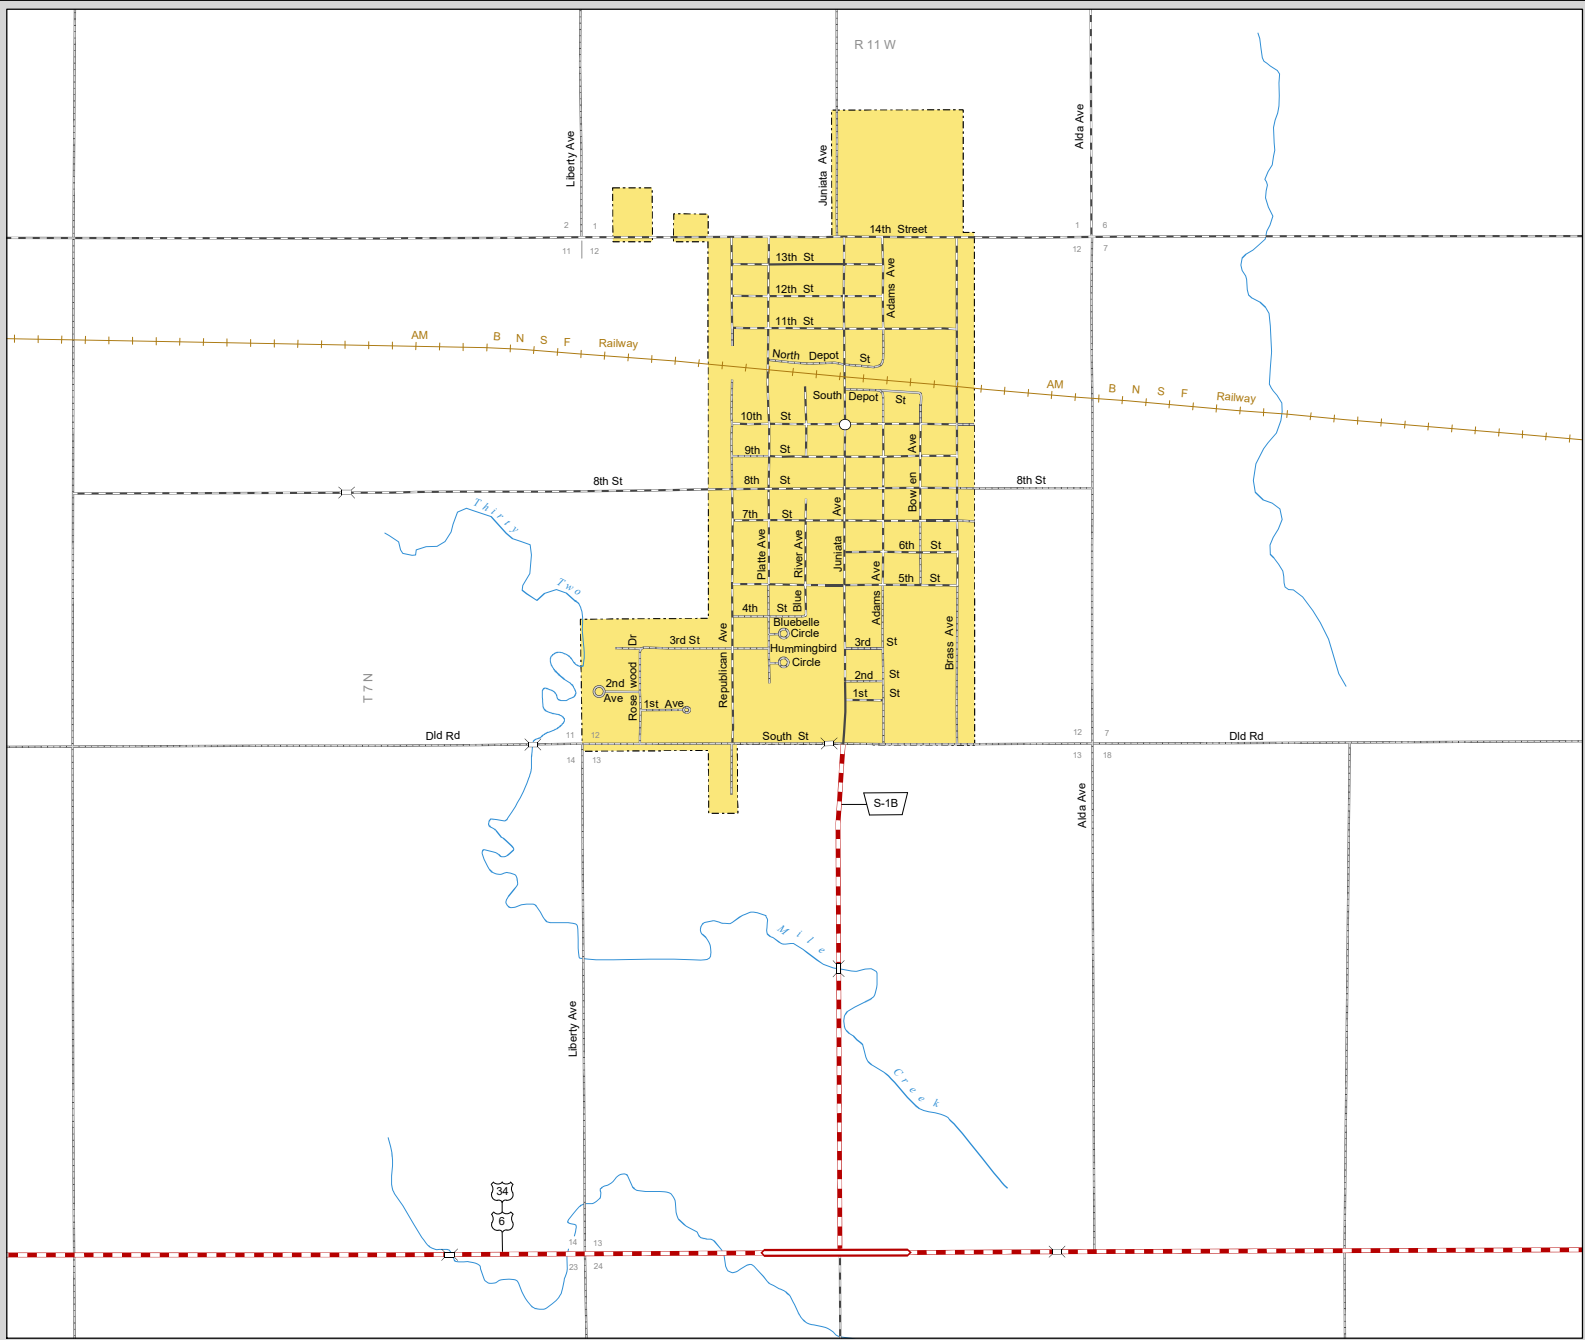 R 11 W
Liberty Ave
Juniata Ave
Alda Ave
2 1
1 6
14th Street
11 12
12 7
13th St
Adams Ave
12th St
11th St
AM B N S F Railway
North Depot St
AM B N S F Railway
South Depot St
10th St
9th St
Bowen Ave
8th St
8th St
8th St
Thirty
7th St
Juniata Ave
Platte Ave
Blue River Ave
6th St
5th St
Two
Adams Ave
4th St
Bluebelle
Circle
3rd St
Rosewood Dr
Republican Ave
Brass Ave
3rd St
Hummingbird
Circle
T 7 N
2nd
Ave
2nd St
1st St
1st Ave
Dld Rd
11 12
South St
12 7
Dld Rd
14 13
13 18
S-1B
Alda Ave
Mile
Liberty Ave
Creek
34
6
14 13
23 24